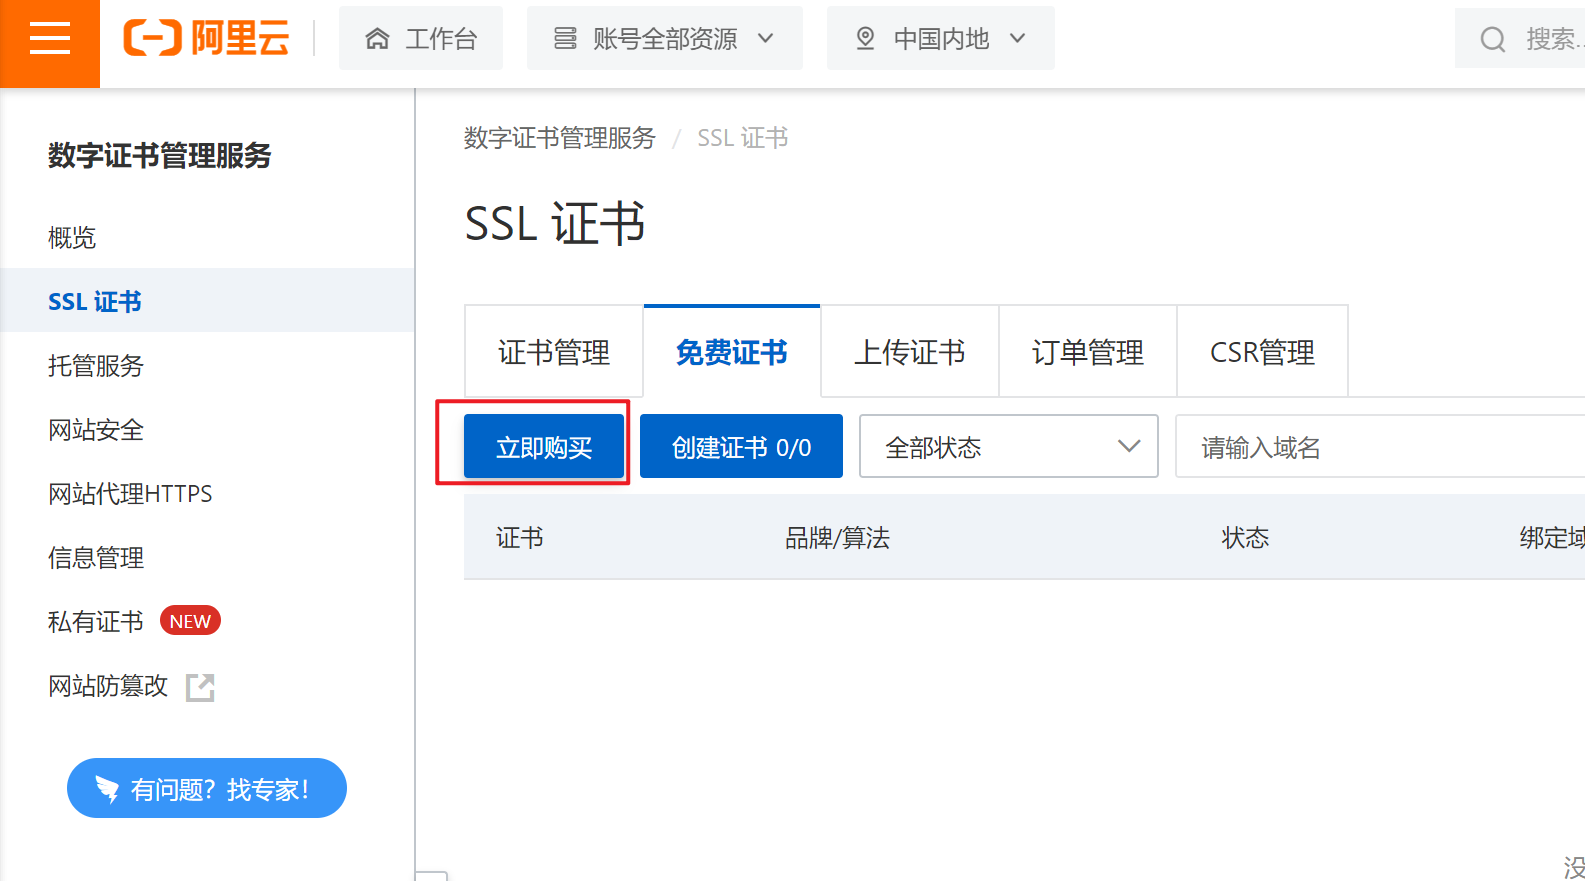 阿里云
工作台
账号全部资源
中国内地
搜索...
数字证书管理服务
概览
SSL 证书
托管服务
网站安全
网站代理HTTPS
信息管理
私有证书 NEW
网站防篡改
有问题？找专家！
数字证书管理服务 / SSL 证书
SSL 证书
证书管理
免费证书
上传证书
订单管理
CSR管理
立即购买
创建证书 0/0
全部状态
请输入域名
证书
品牌/算法
状态
绑定域
没